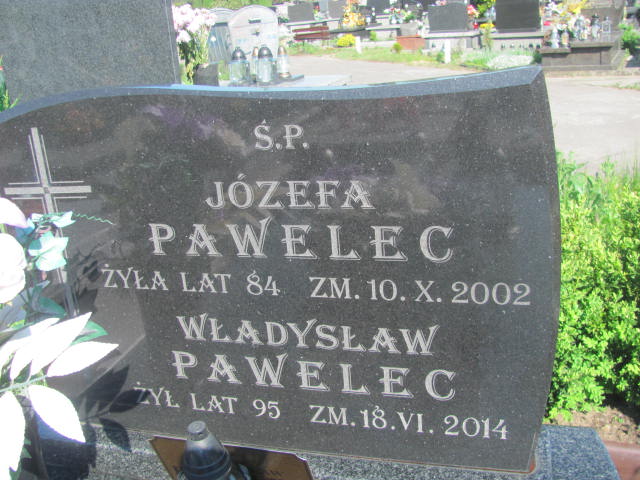 Ś.P.
JÓZEFA
PAWELEC
ŻYŁA LAT 84 ZM. 10. X. 2002
WŁADYSŁAW
PAWELEC
ŻYŁ LAT 95 ZM. 18. VI. 2014